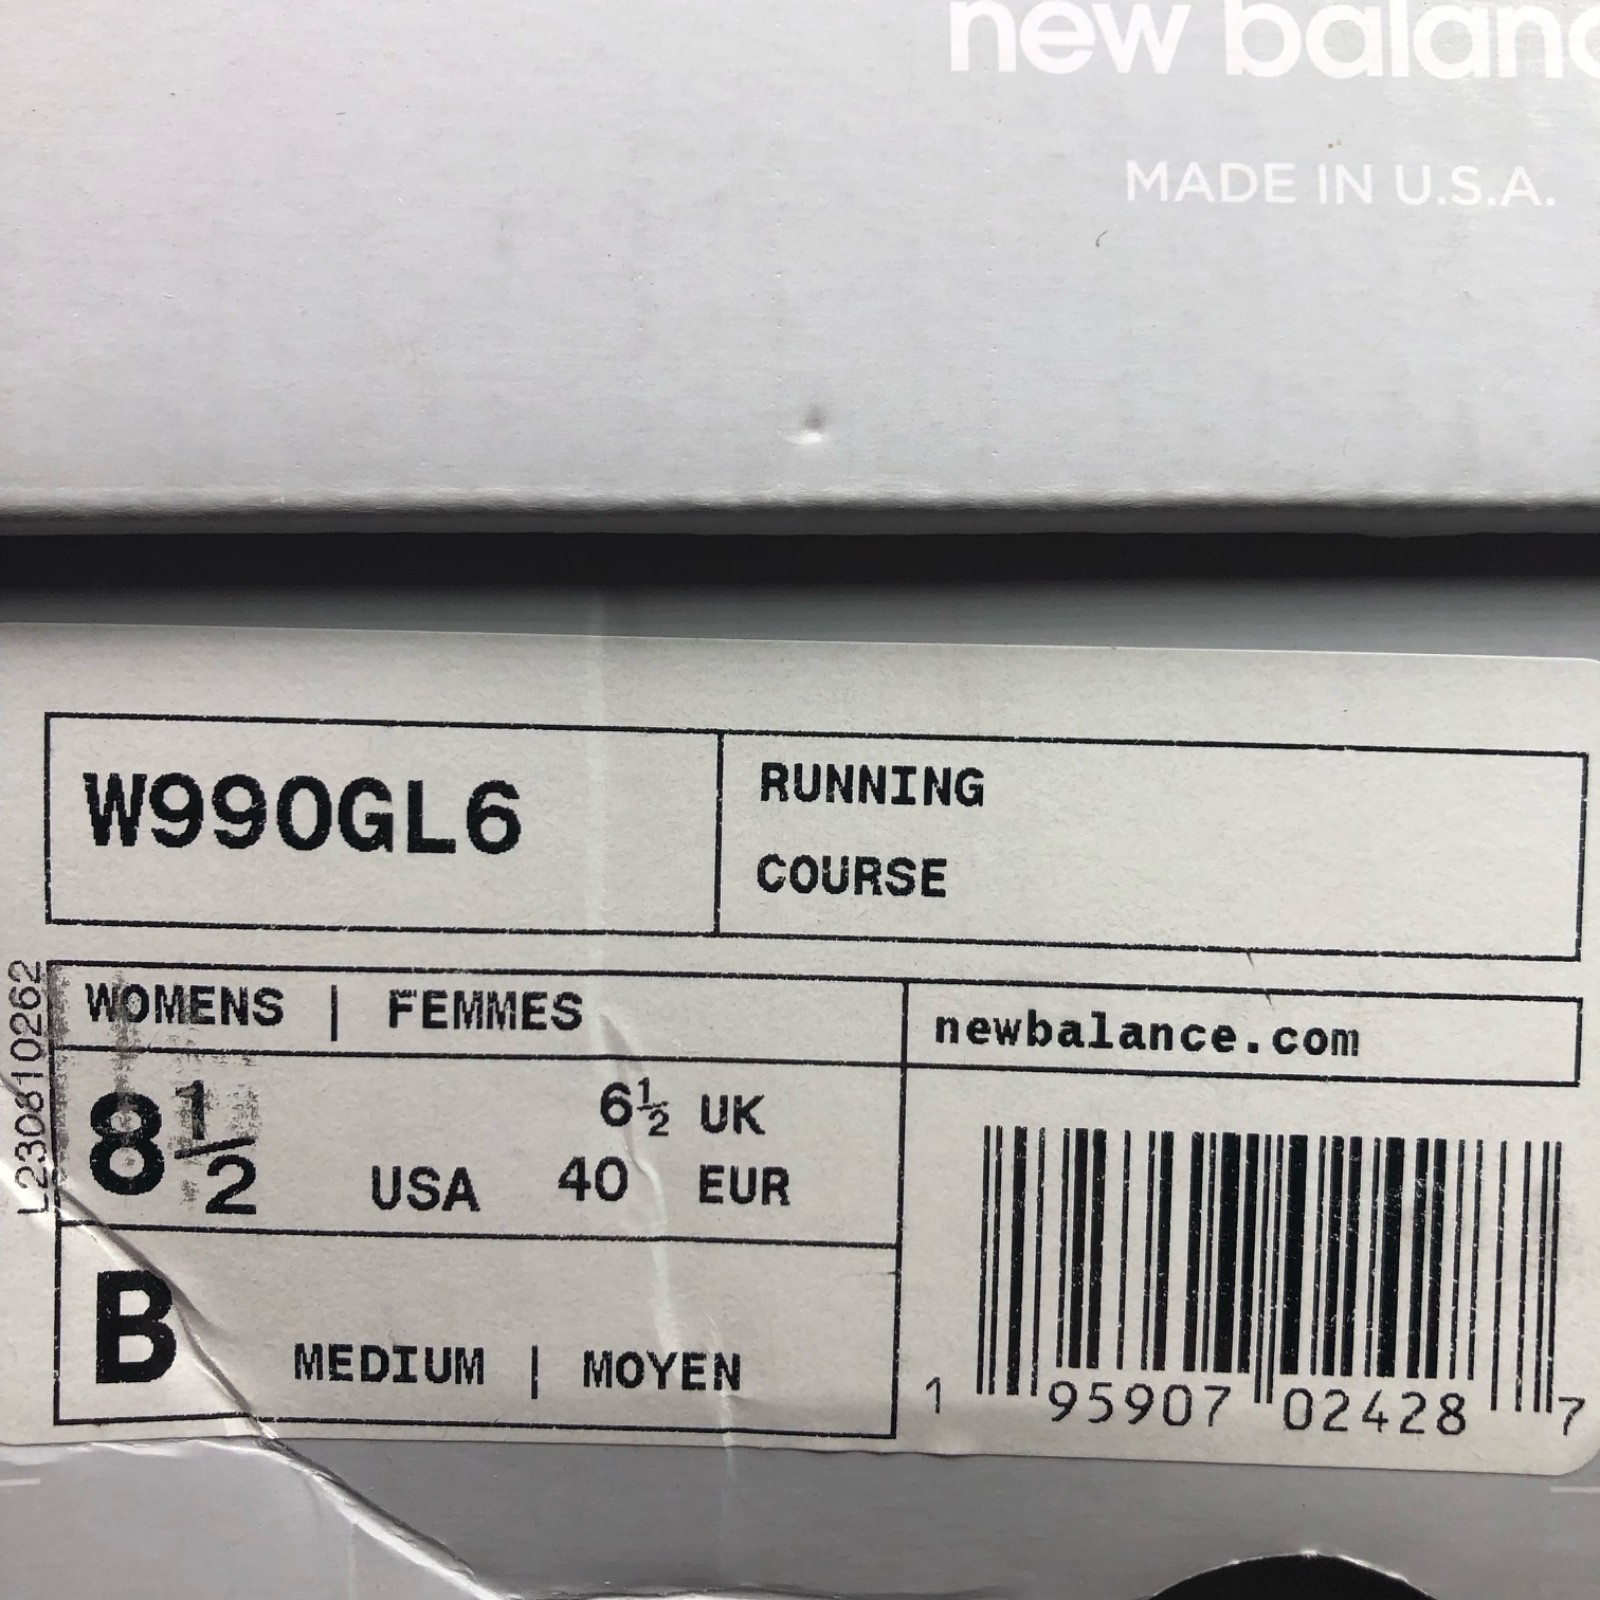 new balanc
MADE IN U.S.A.
W990GL6
RUNNING
COURSE
WOMENS | FEMMES
newbalance.com
8½ USA
6½ UK
40 EUR
B MEDIUM | MOYEN
1 95907 02428 7
L230810262